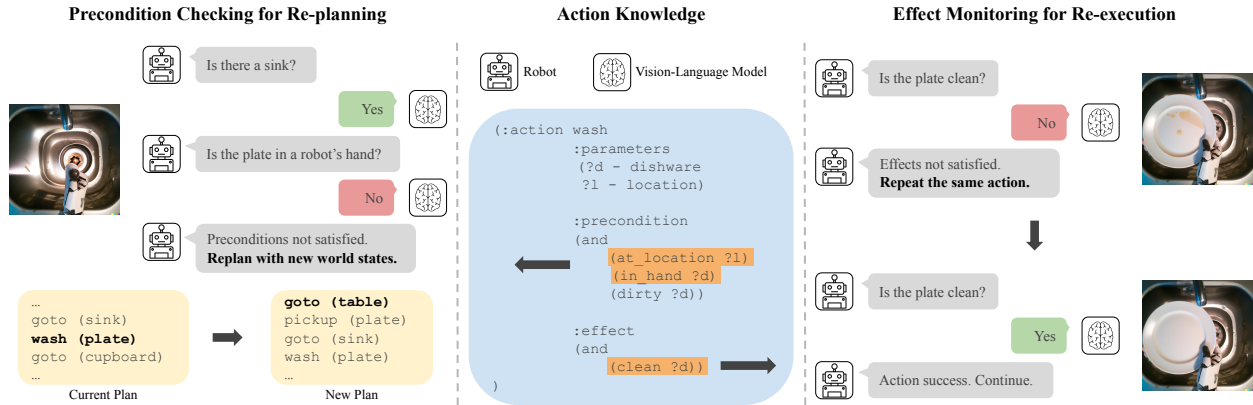 Precondition Checking for Re-planning
Is there a sink?
Yes
Is the plate in a robot's hand?
No
Preconditions not satisfied.
Replan with new world states.
…
goto (sink)
wash (plate)
goto (cupboard)
…
Current Plan
goto (table)
pickup (plate)
goto (sink)
wash (plate)
…
New Plan
Action Knowledge
Robot
Vision-Language Model
(:action wash
:parameters
(?d - dishware
?l - location)
:precondition
(and
(at_location ?l)
(in_hand ?d)
(dirty ?d))
:effect
(and
(clean ?d))
)
Effect Monitoring for Re-execution
Is the plate clean?
No
Effects not satisfied.
Repeat the same action.
Is the plate clean?
Yes
Action success. Continue.